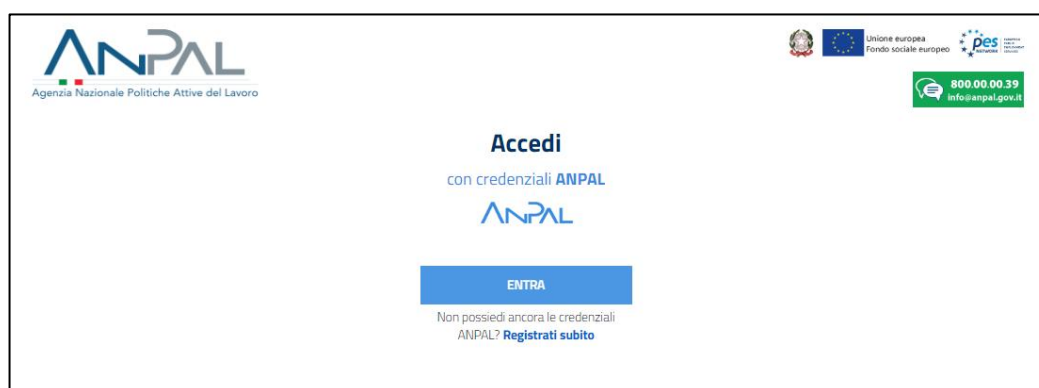 ANPAL
Agenzia Nazionale Politiche Attive del Lavoro
Unione europea
Fondo sociale europeo
pes
NETWORK
800.00.00.39
info@anpal.gov.it
Accedi
con credenziali ANPAL
ANPAL
ENTRA
Non possiedi ancora le credenziali
ANPAL? Registrati subito